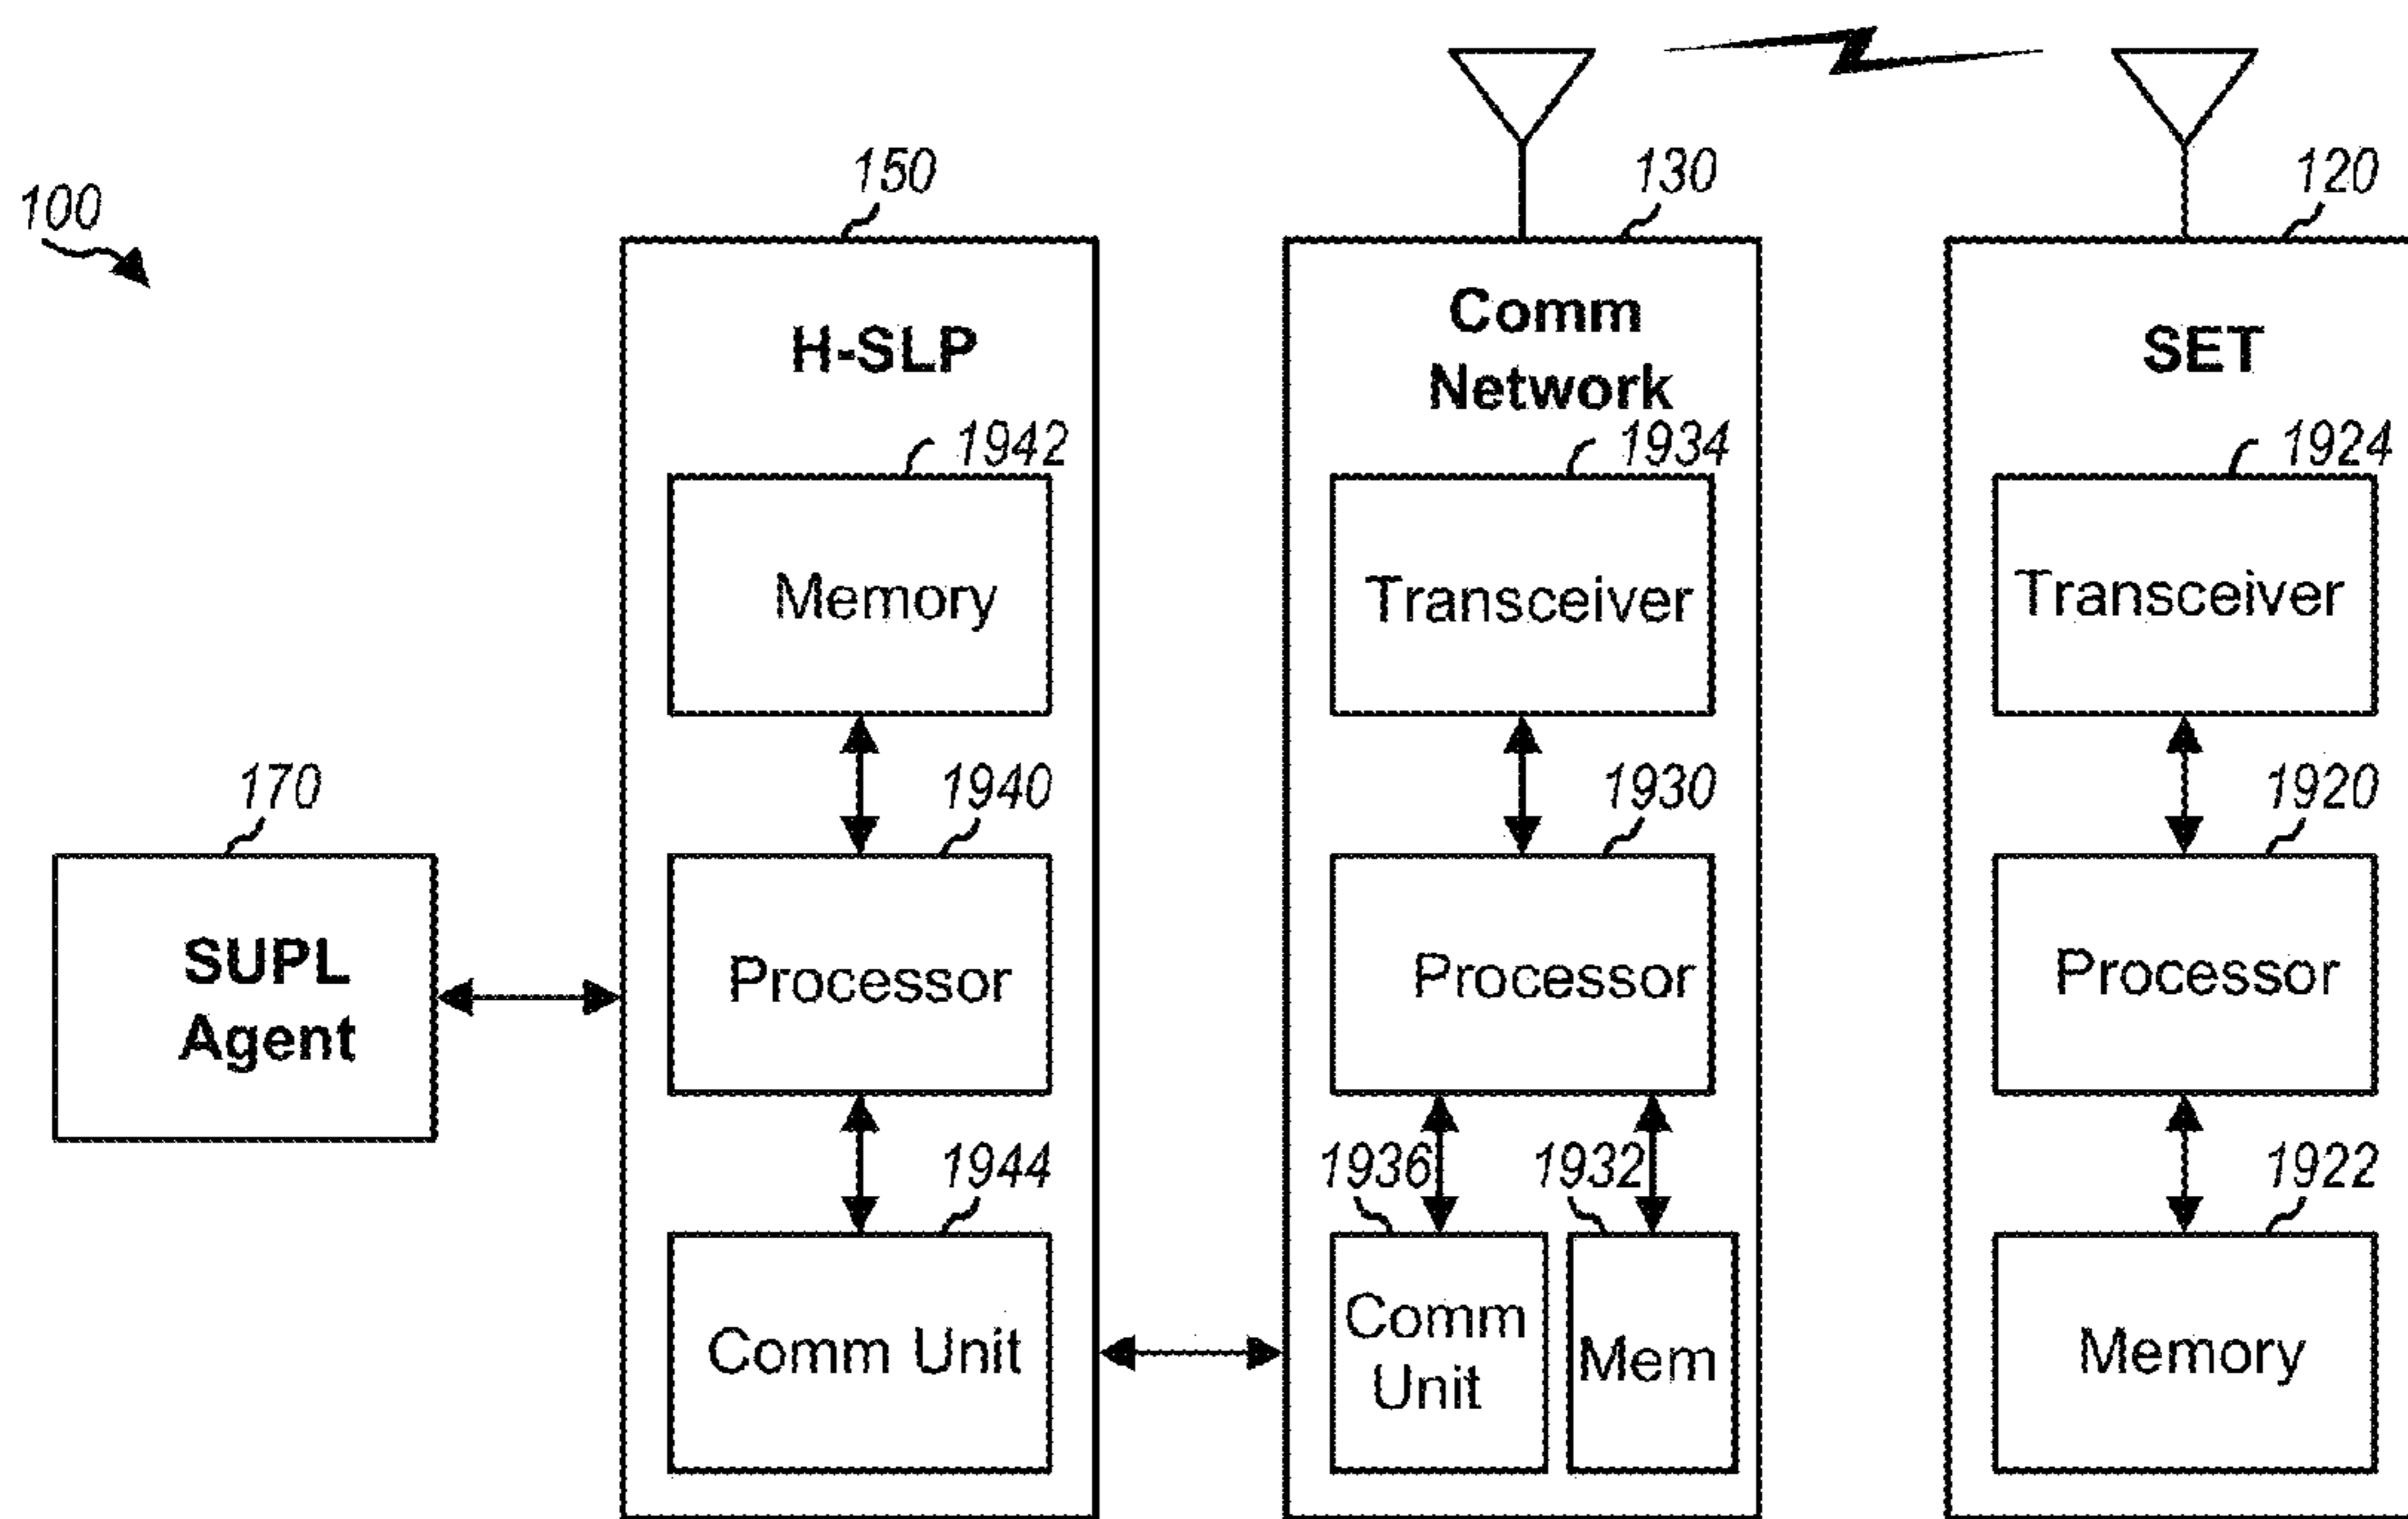 100
150
130
120
H-SLP
Comm
Network
SET
1942
1934
1924
Memory
Transceiver
Transceiver
170
1940
1930
1920
SUPL
Agent
Processor
Processor
Processor
1944
1936
1932
1922
Comm Unit
Comm
Unit
Mem
Memory